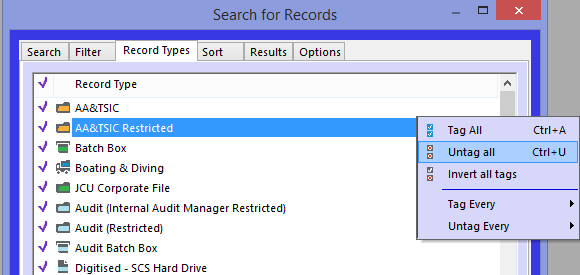 Search for Records
Search Filter Record Types Sort Results Options
Record Type
AA&TSIC
AA&TSIC Restricted
Batch Box
Boating & Diving
JCU Corporate File
Audit (Internal Audit Manager Restricted)
Audit (Restricted)
Audit Batch Box
Digitised - SCS Hard Drive
Tag All Ctrl+A
Untag all Ctrl+U
Invert all tags
Tag Every
Untag Every